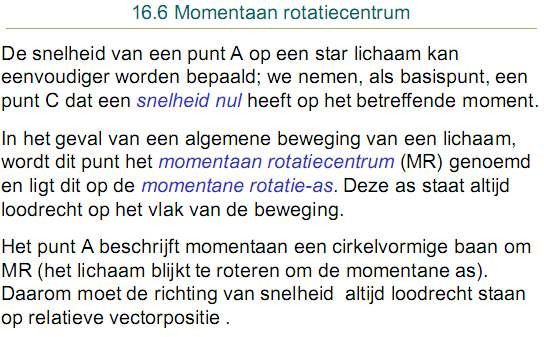 16.6 Momentaan rotatiecentrum
De snelheid van een punt A op een star lichaam kan
eenvoudiger worden bepaald; we nemen, als basispunt, een
punt C dat een snelheid nul heeft op het betreffende moment.
In het geval van een algemene beweging van een lichaam,
wordt dit punt het momentaan rotatiecentrum (MR) genoemd
en ligt dit op de momentane rotatie-as. Deze as staat altijd
loodrecht op het vlak van de beweging.
Het punt A beschrijft momentaan een cirkelvormige baan om
MR (het lichaam blijkt te roteren om de momentane as).
Daarom moet de richting van snelheid altijd loodrecht staan
op relatieve vectorpositie .